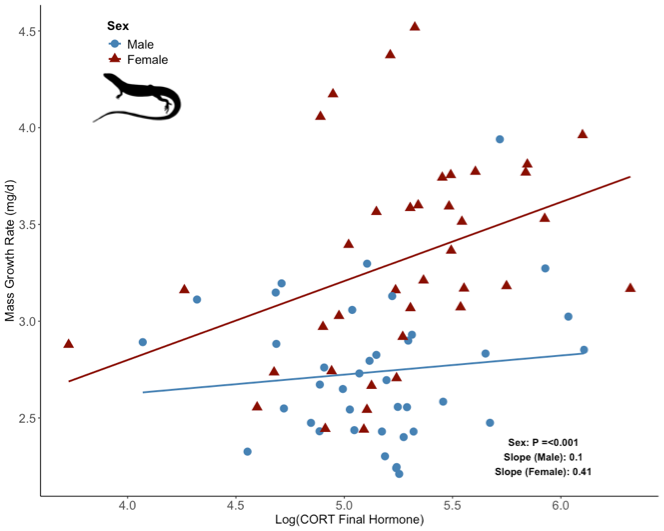 Sex
Male
Female
Mass Growth Rate (mg/d)
4.5
4.0
3.5
3.0
2.5
Sex: P =<0.001
Slope (Male): 0.1
Slope (Female): 0.41
4.0 4.5 5.0 5.5 6.0
Log(CORT Final Hormone)